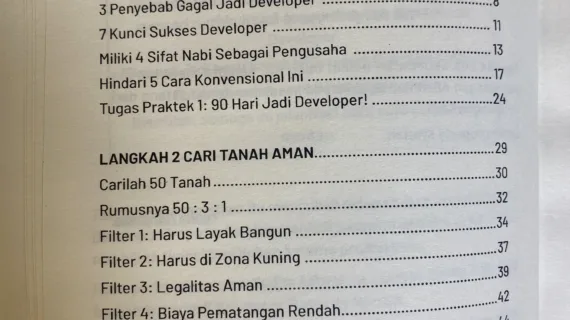 3 Penyebab Gagal Jadi Developer ........................................8
7 Kunci Sukses Developer ........................................ 11
Miliki 4 Sifat Nabi Sebagai Pengusaha ........................................ 13
Hindari 5 Cara Konvensional Ini ........................................17
Tugas Praktek 1: 90 Hari Jadi Developer! ........................................24
LANGKAH 2 CARI TANAH AMAN........................................29
Carilah 50 Tanah........................................30
Rumusnya 50 : 3 : 1 ........................................32
Filter 1: Harus Layak Bangun ........................................34
Filter 2: Harus di Zona Kuning ........................................37
Filter 3: Legalitas Aman ........................................39
Filter 4: Biaya Pematangan Rendah........................................42